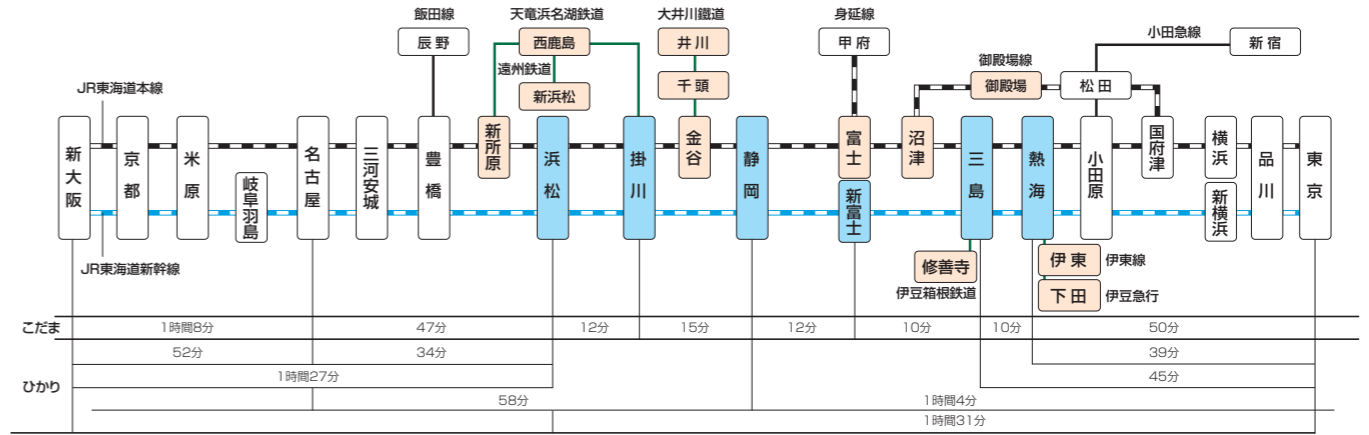 飯田線
天竜浜名湖鉄道
大井川鐵道
身延線
小田急線
辰野
西鹿島
井川
甲府
新宿
遠州鉄道
御殿場線
JR東海道本線
新浜松
千頭
御殿場
松田
新大阪
京都
米原
岐阜羽島
名古屋
三河安城
豊橋
新所原
浜松
掛川
金谷
静岡
富士
新富士
沼津
三島
熱海
小田原
国府津
横浜
新横浜
品川
東京
JR東海道新幹線
修善寺
伊豆箱根鉄道
伊東
伊東線
下田
伊豆急行
こだま
1時間8分
47分
12分
15分
12分
10分
10分
50分
ひかり
52分
34分
39分
1時間27分
45分
58分
1時間4分
1時間31分